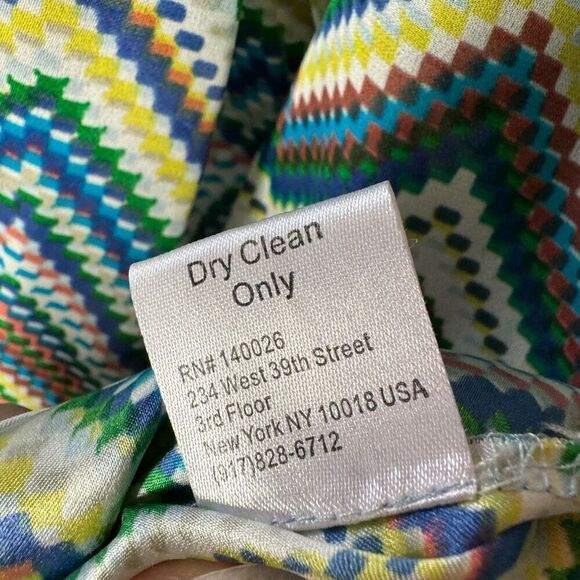 Dry Clean
Only
RN# 140026
234 West 39th Street
3rd Floor
New York NY 10018 USA
(917)828-6712